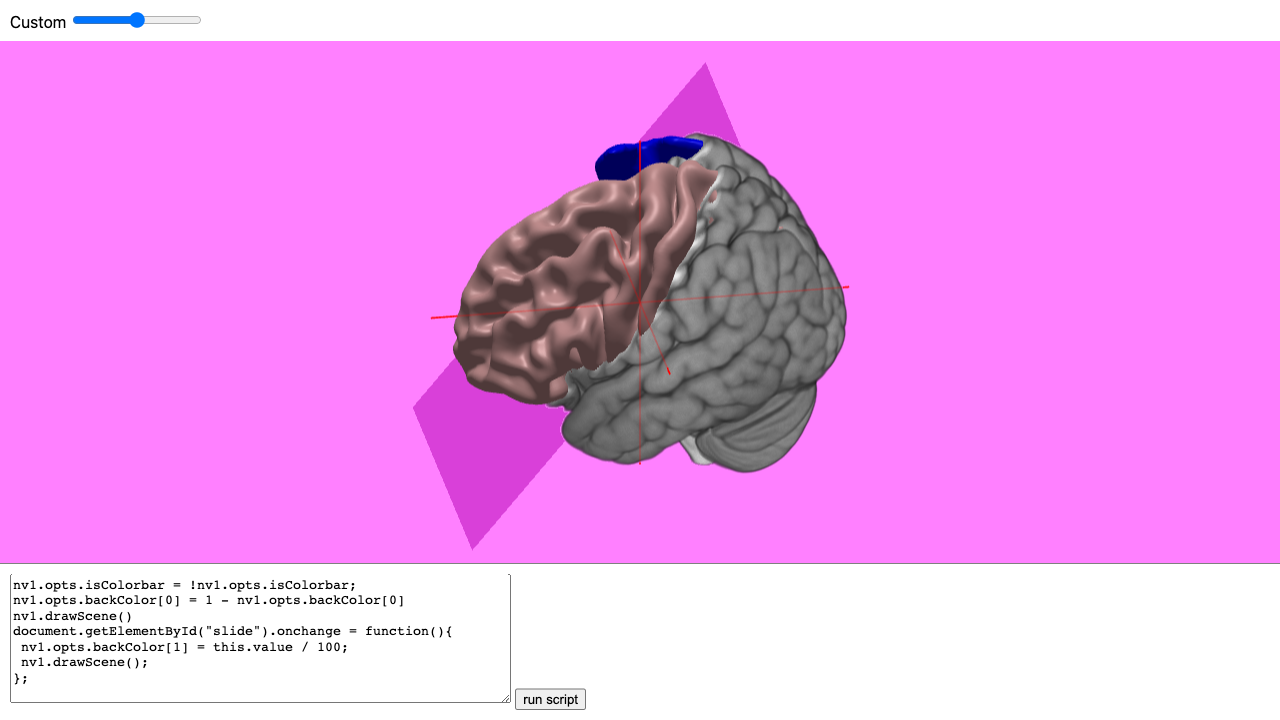 Custom
nv1.opts.isColorbar = !nv1.opts.isColorbar;
nv1.opts.backColor[0] = 1 - nv1.opts.backColor[0]
nv1.drawScene()
document.getElementById("slide").onchange = function(){
 nv1.opts.backColor[1] = this.value / 100;
 nv1.drawScene();
};
run script